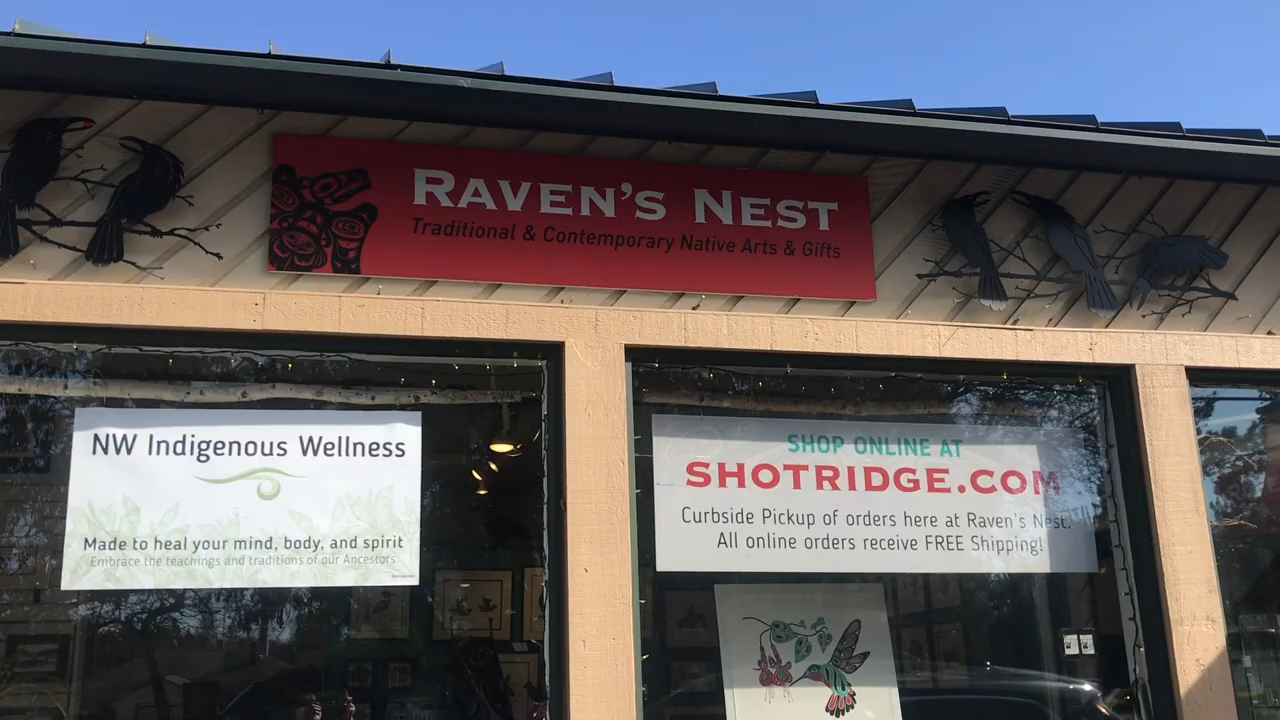 RAVEN'S NEST
Traditional & Contemporary Native Arts & Gifts
NW Indigenous Wellness
Made to heal your mind, body, and spirit
Embrace the teachings and traditions of our Ancestors
SHOP ONLINE AT
SHOTRIDGE.COM
Curbside Pickup of orders here at Raven's Nest.
All online orders receive FREE Shipping!